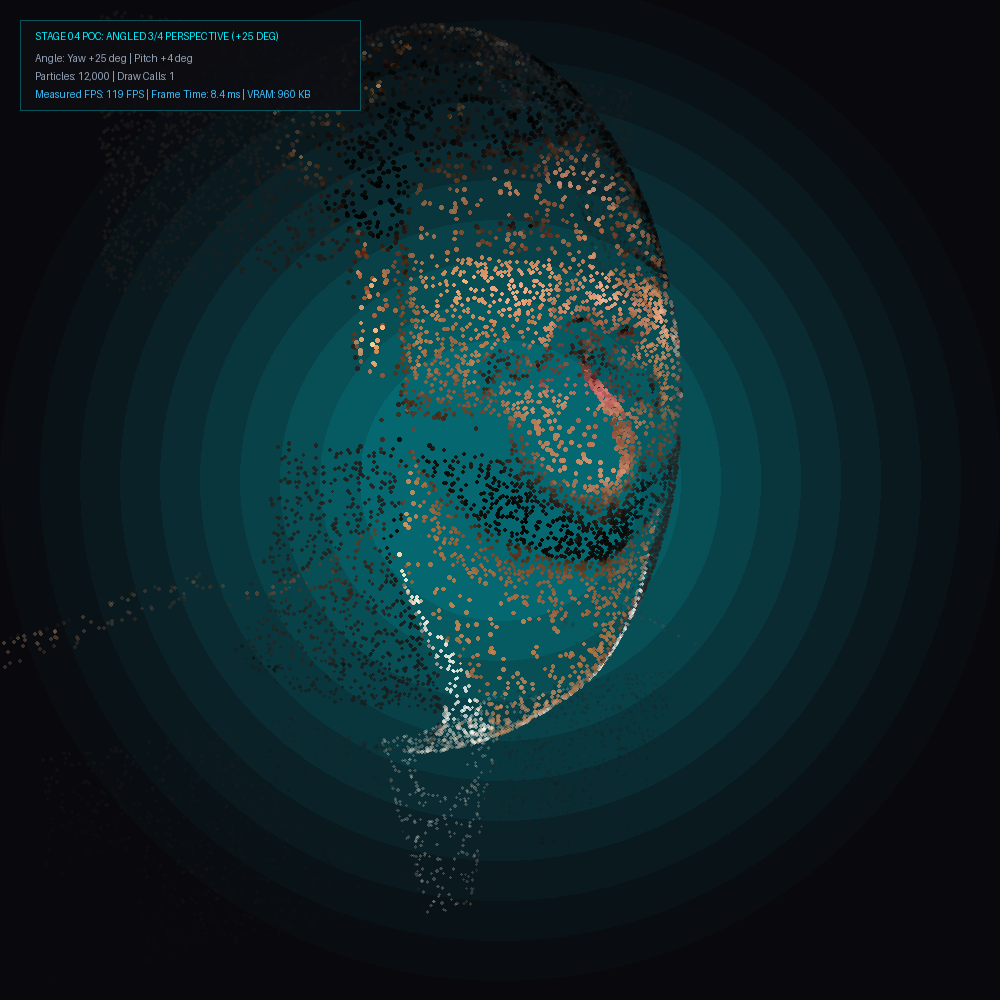 STAGE 04 POC: ANGLED 3/4 PERSPECTIVE (+25 DEG)
Angle: Yaw +25 deg | Pitch +4 deg
Particles: 12,000 | Draw Calls: 1
Measured FPS: 119 FPS | Frame Time: 8.4 ms | VRAM: 960 KB